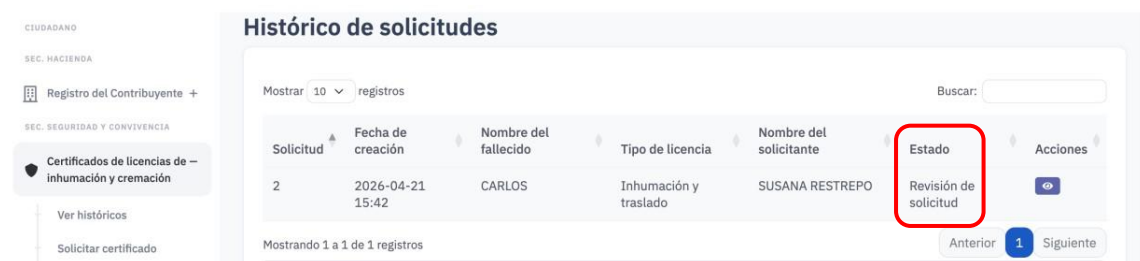 CIUDADANO
SEC. HACIENDA
Registro del Contribuyente +
SEC. SEGURIDAD Y CONVIVENCIA
Certificados de licencias de −
inhumación y cremación
Ver históricos
Solicitar certificado
Histórico de solicitudes
Mostrar 10 registros
Buscar:
Solicitud Fecha de creación Nombre del fallecido Tipo de licencia Nombre del solicitante Estado Acciones
2 2026-04-21 15:42 CARLOS Inhumación y traslado SUSANA RESTREPO Revisión de solicitud
Mostrando 1 a 1 de 1 registros
Anterior 1 Siguiente